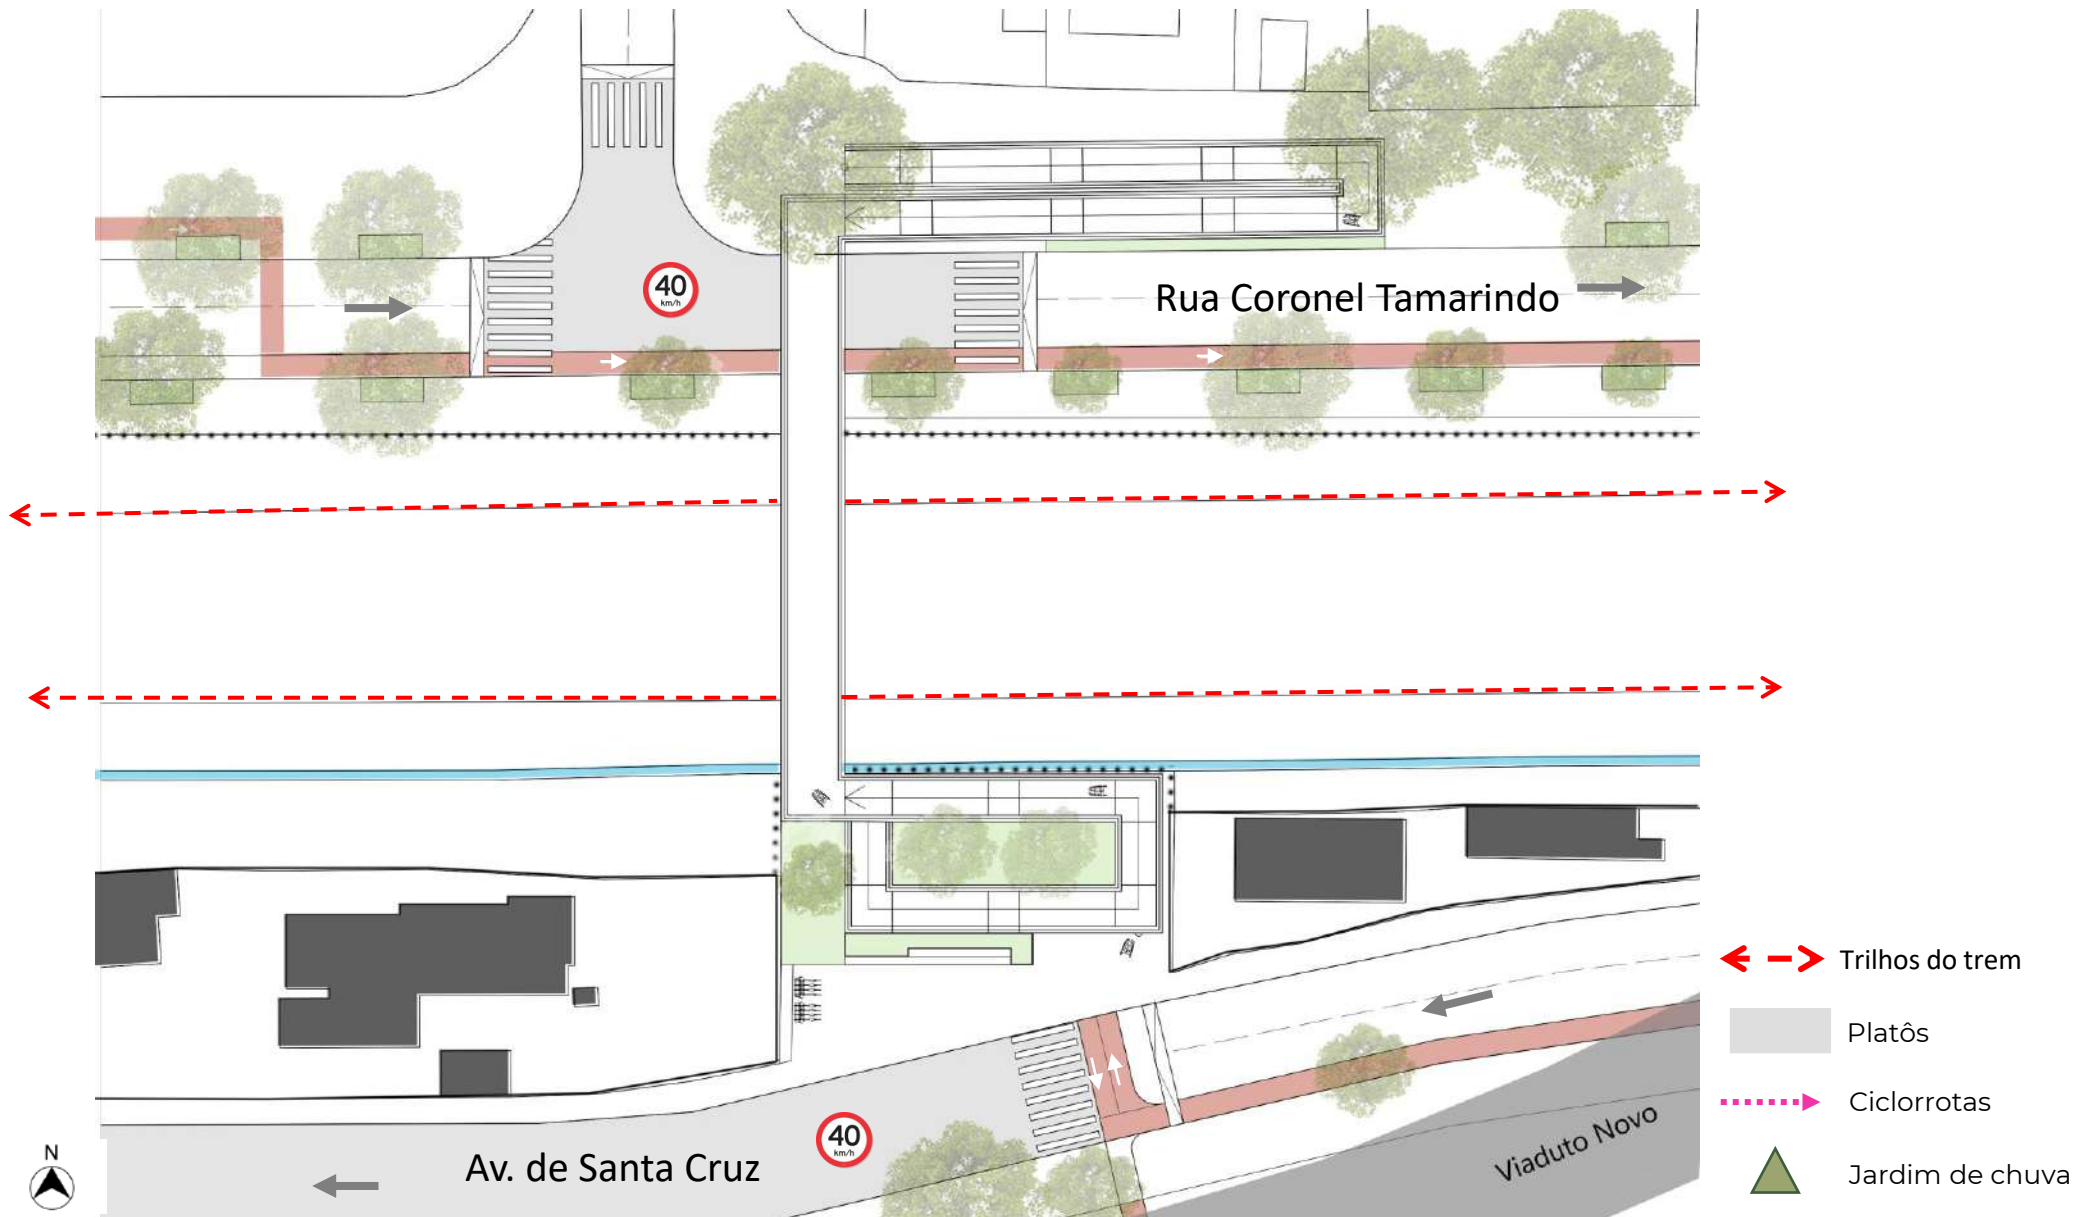 40
km/h
Rua Coronel Tamarindo
Trilhos do trem
Platôs
Ciclorrotas
Jardim de chuva
Viaduto Novo
40
km/h
Av. de Santa Cruz
N